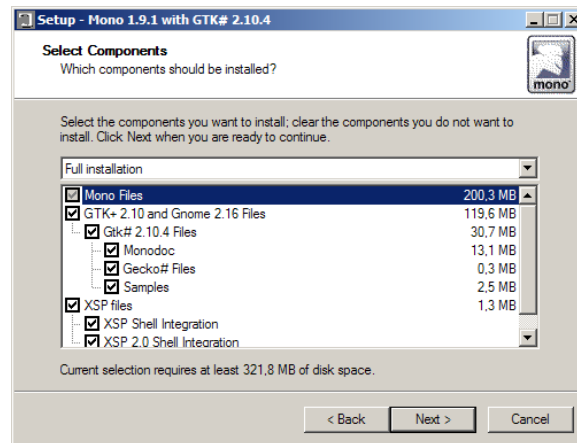 Setup - Mono 1.9.1 with GTK# 2.10.4
Select Components
Which components should be installed?
mono
Select the components you want to install; clear the components you do not want to
install. Click Next when you are ready to continue.
Full installation
Mono Files 200,3 MB
GTK+ 2.10 and Gnome 2.16 Files 119,6 MB
Gtk# 2.10.4 Files 30,7 MB
Monodoc 13,1 MB
Gecko# Files 0,3 MB
Samples 2,5 MB
XSP files 1,3 MB
XSP Shell Integration
XSP 2.0 Shell Integration
Current selection requires at least 321,8 MB of disk space.
< Back Next > Cancel